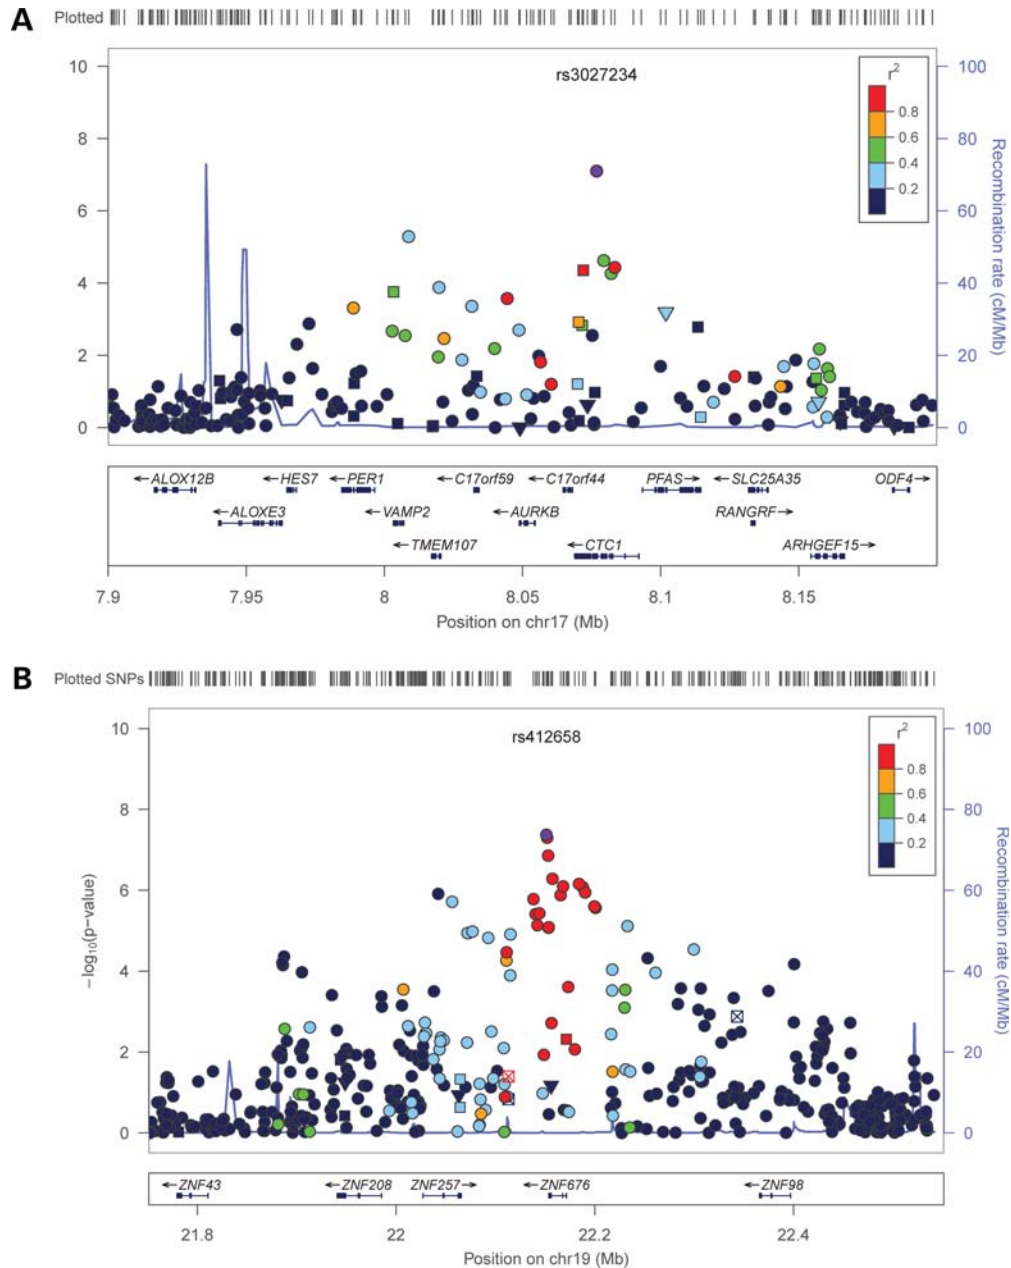 A Plotted
rs3027234
r2
0.8
0.6
0.4
0.2
10
8
6
4
2
0
100
80
60
40
20
0
Recombination rate (cM/Mb)
←ALOX12B ←HES7 ←PER1 ←C17orf59 ←C17orf44 PFAS→ ←SLC25A35 ODF4→
←ALOXE3 ←VAMP2 ←AURKB RANGRF→
←TMEM107 ←CTC1 ARHGEF15→
7.9 7.95 8 8.05 8.1 8.15
Position on chr17 (Mb)
B Plotted SNPs
rs412658
r2
0.8
0.6
0.4
0.2
10
8
6
4
2
0
−log10(p−value)
100
80
60
40
20
0
Recombination rate (cM/Mb)
←ZNF43 ←ZNF208 ZNF257→ ←ZNF676 ←ZNF98
21.8 22 22.2 22.4
Position on chr19 (Mb)